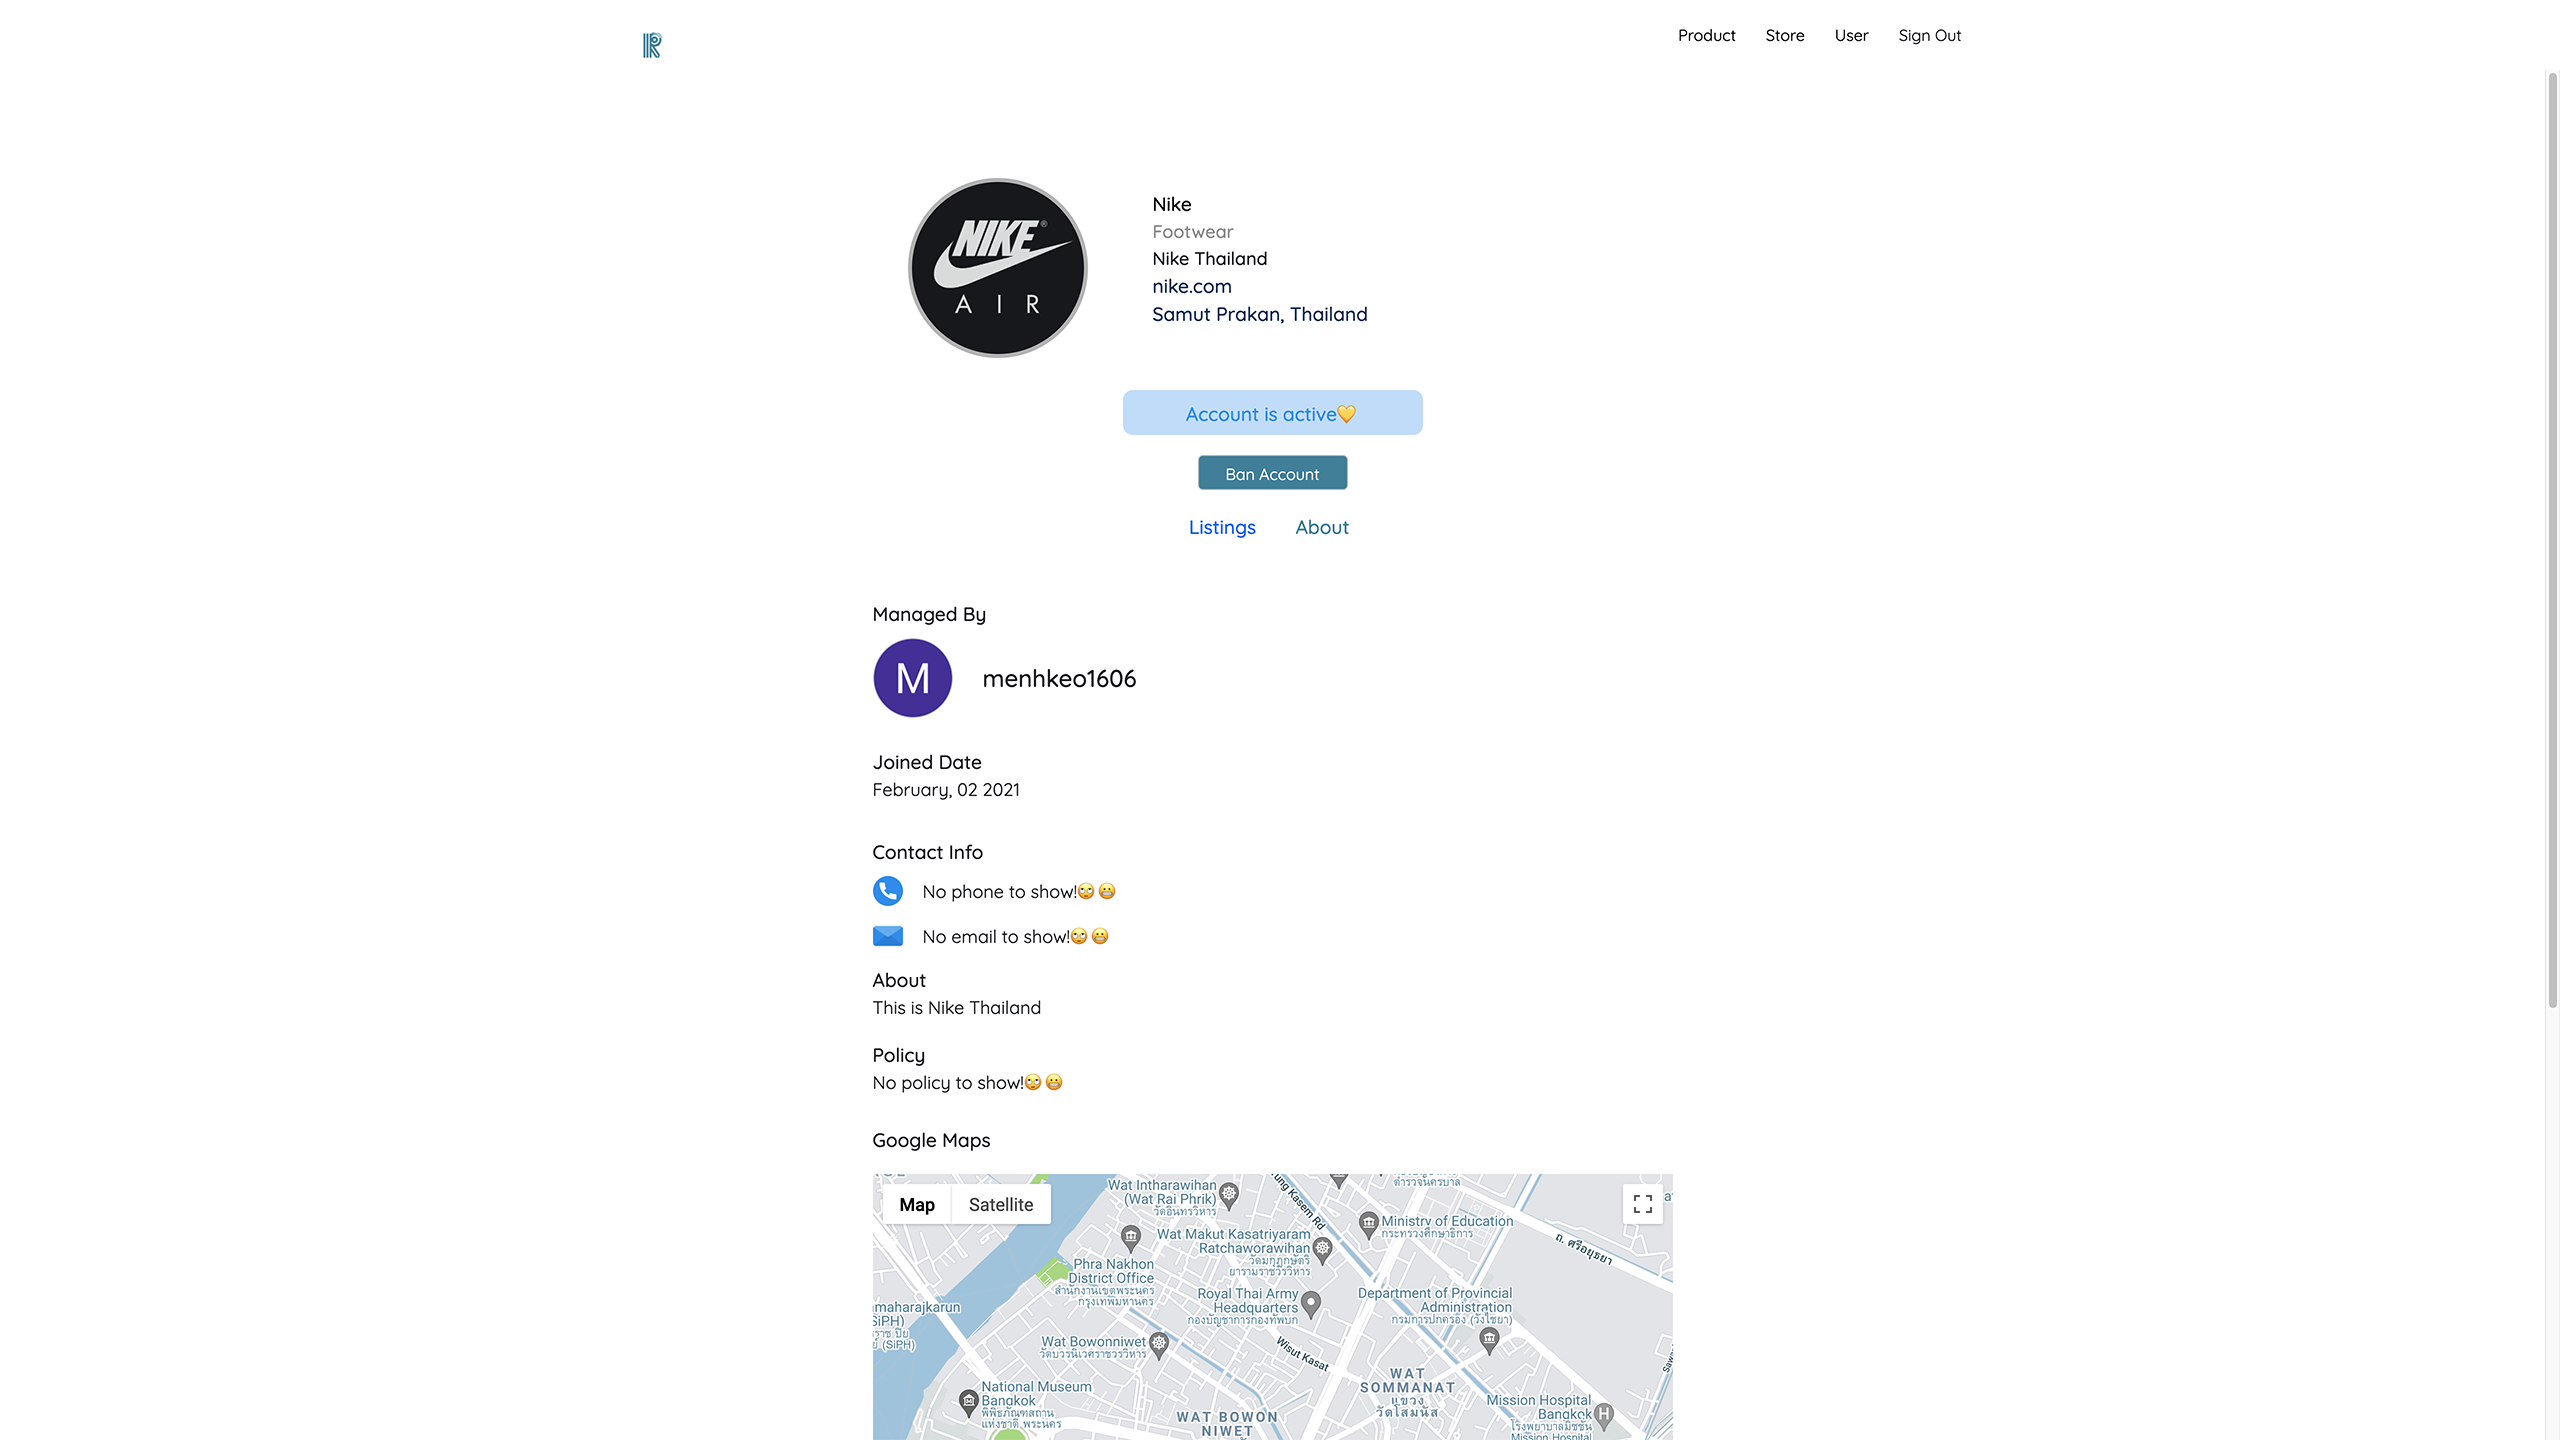 Product Store User Sign Out
NIKE®
AIR
Nike
Footwear
Nike Thailand
nike.com
Samut Prakan, Thailand
Account is active💛
Ban Account
Listings About
Managed By
M
menhkeo1606
Joined Date
February, 02 2021
Contact Info
No phone to show!🙄😬
No email to show!🙄😬
About
This is Nike Thailand
Policy
No policy to show!🙄😬
Google Maps
Map Satellite
Wat Intharawihan
(Wat Rai Phrik)
วัดอินทรวิหาร
ung Kasem Rd
Ministry of Education
กระทรวงศึกษาธิการ
ถ. ศรีอยุธยา
Wat Makut Kasatriyaram
Ratchaworawihan
วัดมกุฏกษัตริ
ยารามราชวรวิหาร
Phra Nakhon
District Office
สำนักงานเขตพระนคร
กรุงเทพมหานคร
Royal Thai Army
Headquarters
กองบัญชาการกองทัพบก
Department of Provincial
Administration
กรมการปกครอง (วังไชยา)
maharajkarun
SiPH)
ราช ปิย
์ (SiPH)
Wat Bowonniwet
วัดบวรนิเวศราชวรวิหาร
Wisut Kasat
WAT
SOMMANAT
แขวง
วัดโสมนัส
National Museum
Bangkok
พิพิธภัณฑสถาน
แห่งชาติ พระนคร
WAT BOWON
NIWET
Mission Hospital
Bangkok
โรงพยาบาลมิชชั่น
Mission Hospital